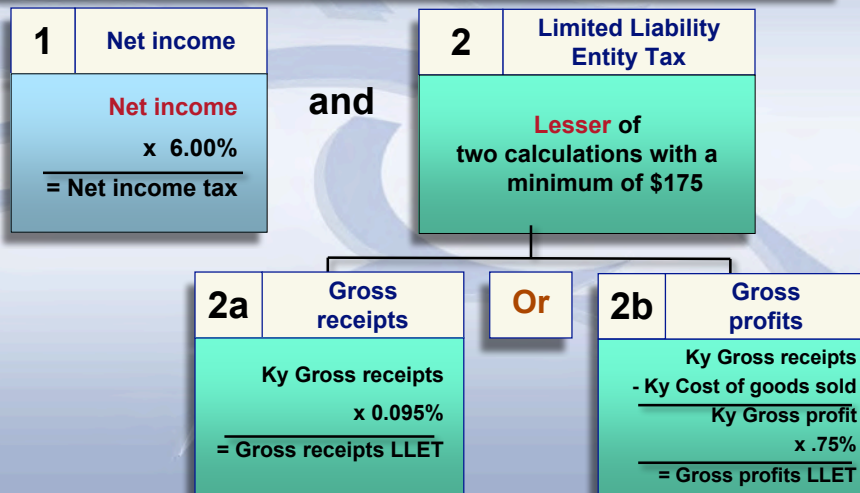 1
Net income
Net income
x 6.00%
= Net income tax
and
2
Limited Liability
Entity Tax
Lesser of
two calculations with a
minimum of $175
2a
Gross
receipts
Ky Gross receipts
x 0.095%
= Gross receipts LLET
Or
2b
Gross
profits
Ky Gross receipts
- Ky Cost of goods sold
Ky Gross profit
x .75%
= Gross profits LLET